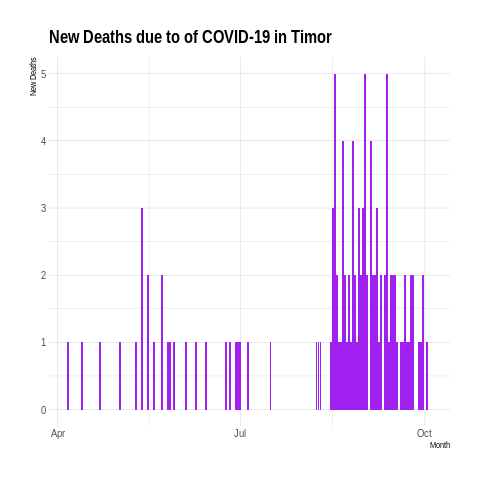 New Deaths due to of COVID-19 in Timor
New Deaths
5
4
3
2
1
0
Apr
Jul
Oct
Month